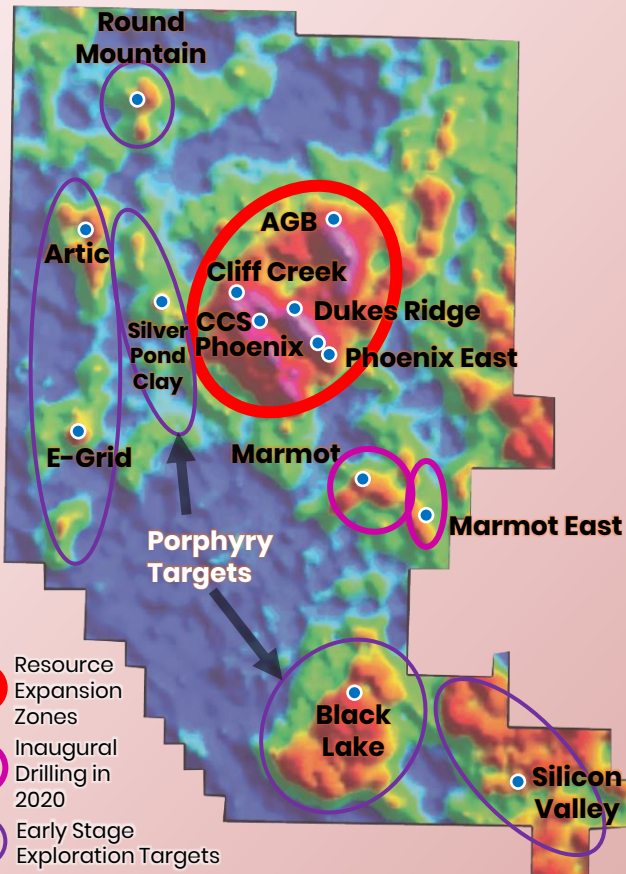 Round
Mountain
AGB
Artic
Cliff Creek
Dukes Ridge
CCS
Silver
Pond
Clay
Phoenix
Phoenix East
E-Grid
Marmot
Marmot East
Porphyry
Targets
Black
Lake
Silicon
Valley
Resource
Expansion
Zones
Inaugural
Drilling in
2020
Early Stage
Exploration Targets